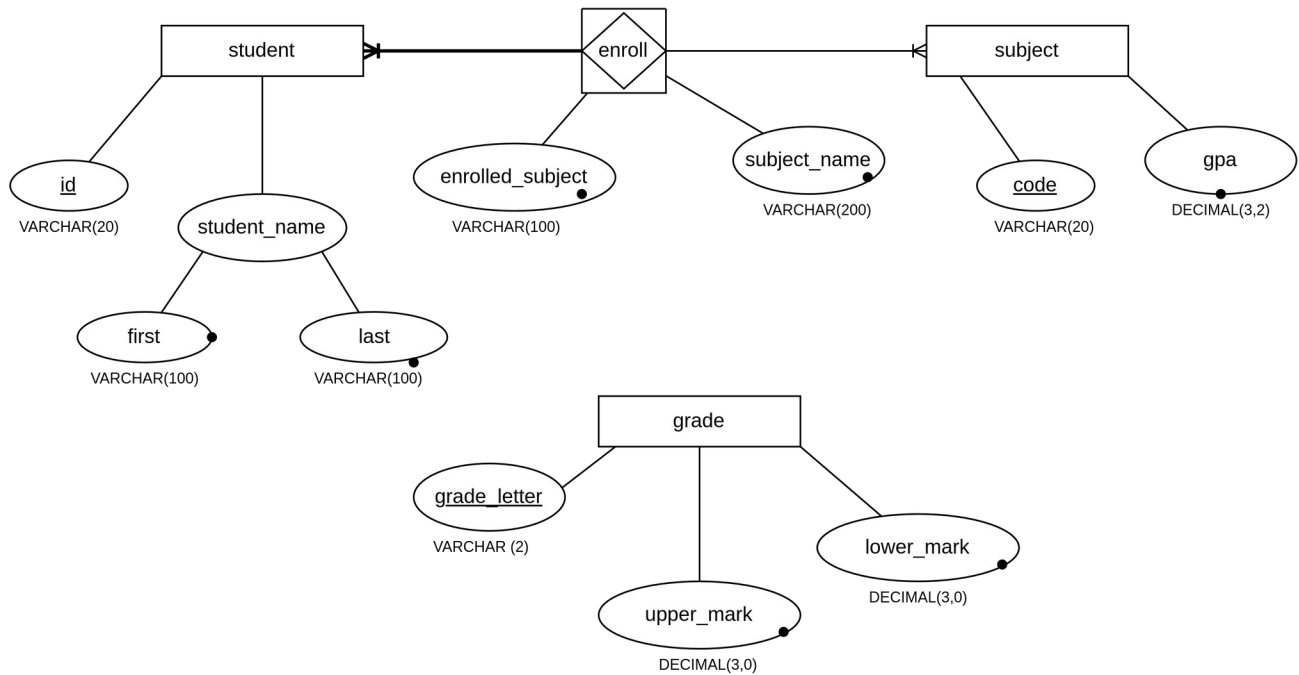 student
enroll
subject
id
VARCHAR(20)
student_name
enrolled_subject
VARCHAR(100)
subject_name
VARCHAR(200)
code
VARCHAR(20)
gpa
DECIMAL(3,2)
first
VARCHAR(100)
last
VARCHAR(100)
grade
grade_letter
VARCHAR (2)
upper_mark
DECIMAL(3,0)
lower_mark
DECIMAL(3,0)